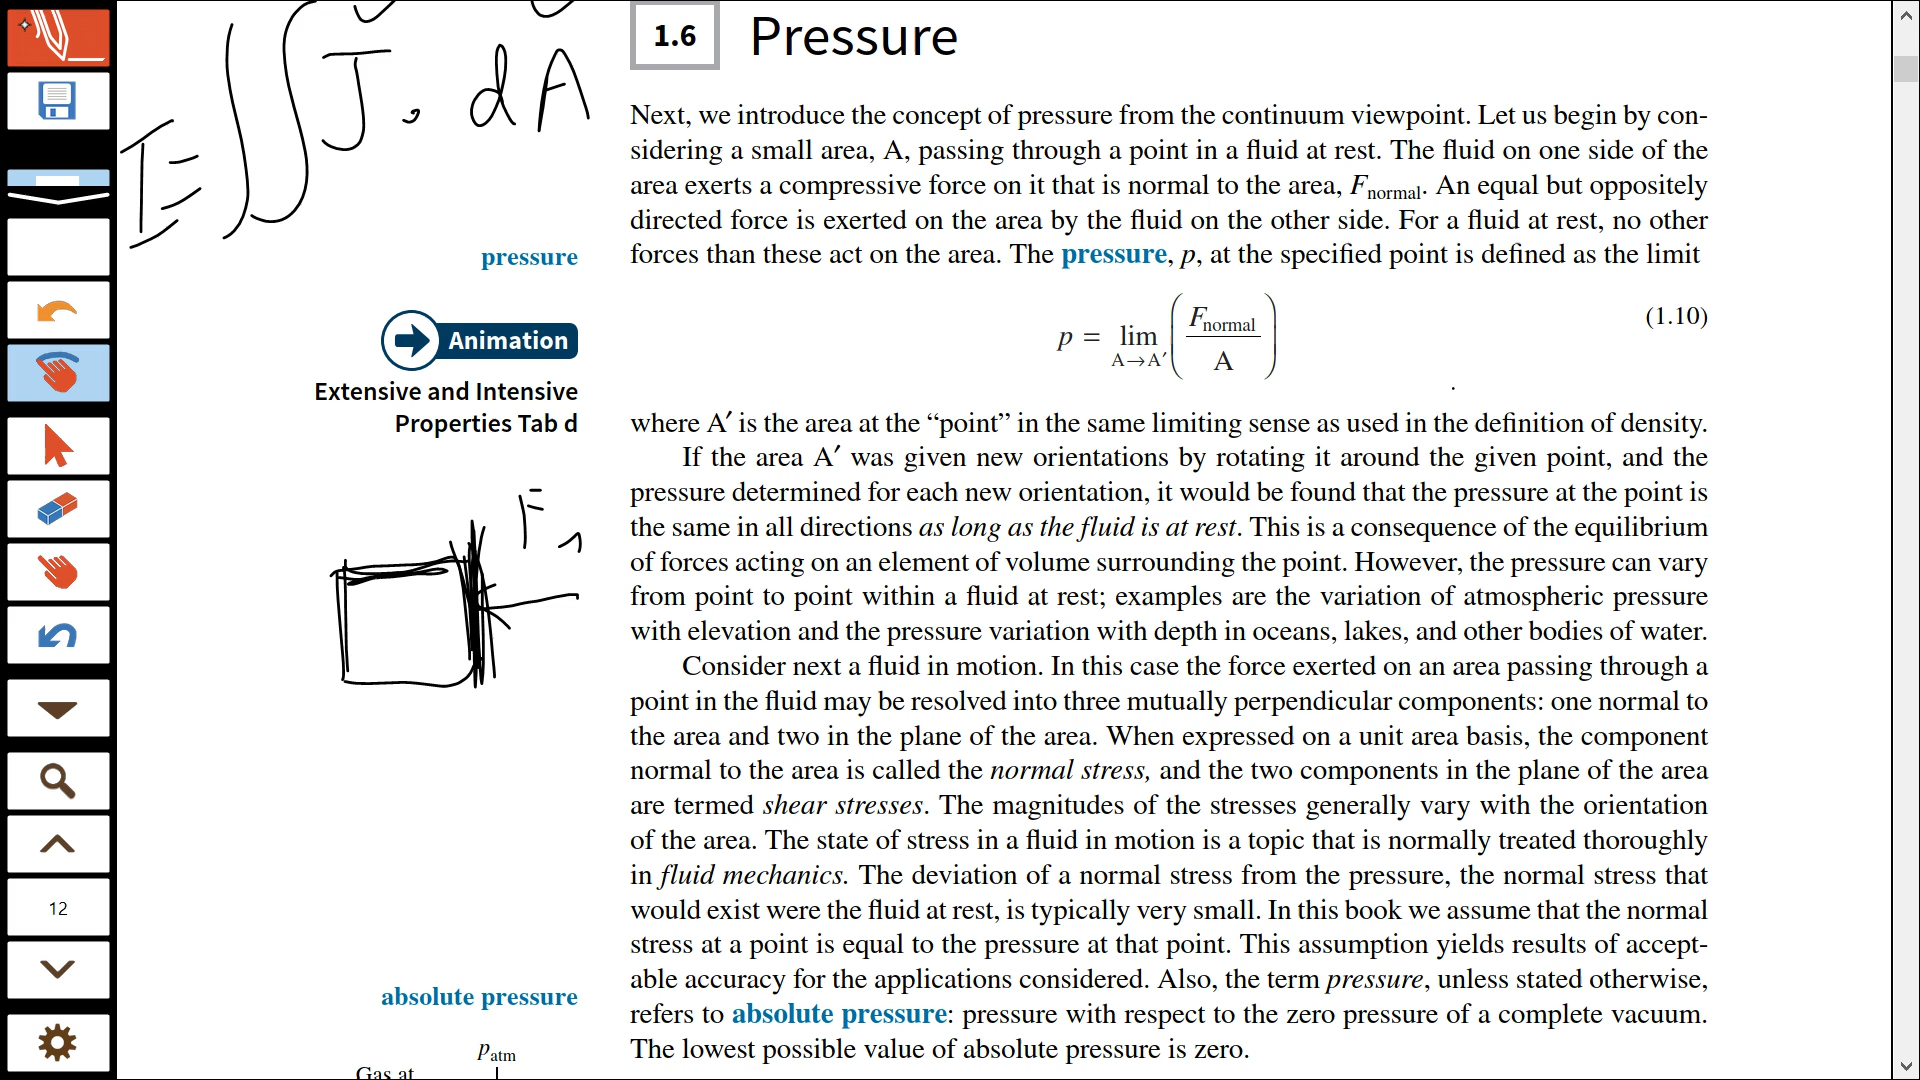 1.6 Pressure
I = ∬ J · dA
Next, we introduce the concept of pressure from the continuum viewpoint. Let us begin by con-
sidering a small area, A, passing through a point in a fluid at rest. The fluid on one side of the
area exerts a compressive force on it that is normal to the area, Fnormal. An equal but oppositely
directed force is exerted on the area by the fluid on the other side. For a fluid at rest, no other
forces than these act on the area. The pressure, p, at the specified point is defined as the limit
pressure
p = lim A→A′ (Fnormal / A) (1.10)
Animation
Extensive and Intensive
Properties Tab d
where A′ is the area at the “point” in the same limiting sense as used in the definition of density.
If the area A′ was given new orientations by rotating it around the given point, and the
pressure determined for each new orientation, it would be found that the pressure at the point is
the same in all directions as long as the fluid is at rest. This is a consequence of the equilibrium
of forces acting on an element of volume surrounding the point. However, the pressure can vary
from point to point within a fluid at rest; examples are the variation of atmospheric pressure
with elevation and the pressure variation with depth in oceans, lakes, and other bodies of water.
F
Consider next a fluid in motion. In this case the force exerted on an area passing through a
point in the fluid may be resolved into three mutually perpendicular components: one normal to
the area and two in the plane of the area. When expressed on a unit area basis, the component
normal to the area is called the normal stress, and the two components in the plane of the area
are termed shear stresses. The magnitudes of the stresses generally vary with the orientation
of the area. The state of stress in a fluid in motion is a topic that is normally treated thoroughly
in fluid mechanics. The deviation of a normal stress from the pressure, the normal stress that
would exist were the fluid at rest, is typically very small. In this book we assume that the normal
stress at a point is equal to the pressure at that point. This assumption yields results of accept-
able accuracy for the applications considered. Also, the term pressure, unless stated otherwise,
refers to absolute pressure: pressure with respect to the zero pressure of a complete vacuum.
The lowest possible value of absolute pressure is zero.
absolute pressure
patm
Gas at
12